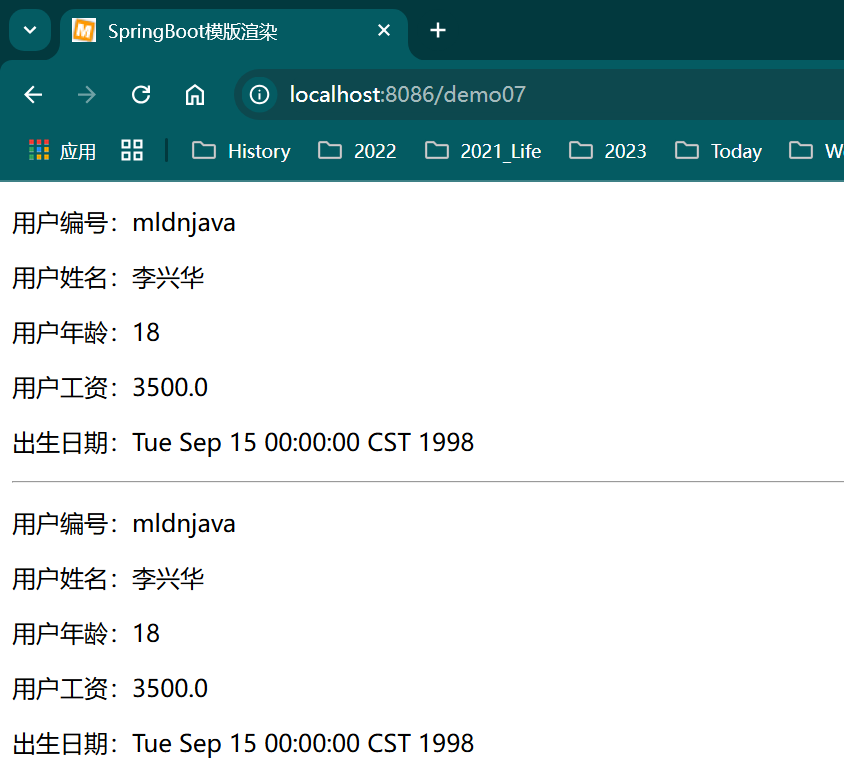 SpringBoot模版渲染
localhost:8086/demo07
应用 History 2022 2021_Life 2023 Today
用户编号：mldnjava
用户姓名：李兴华
用户年龄：18
用户工资：3500.0
出生日期：Tue Sep 15 00:00:00 CST 1998
用户编号：mldnjava
用户姓名：李兴华
用户年龄：18
用户工资：3500.0
出生日期：Tue Sep 15 00:00:00 CST 1998